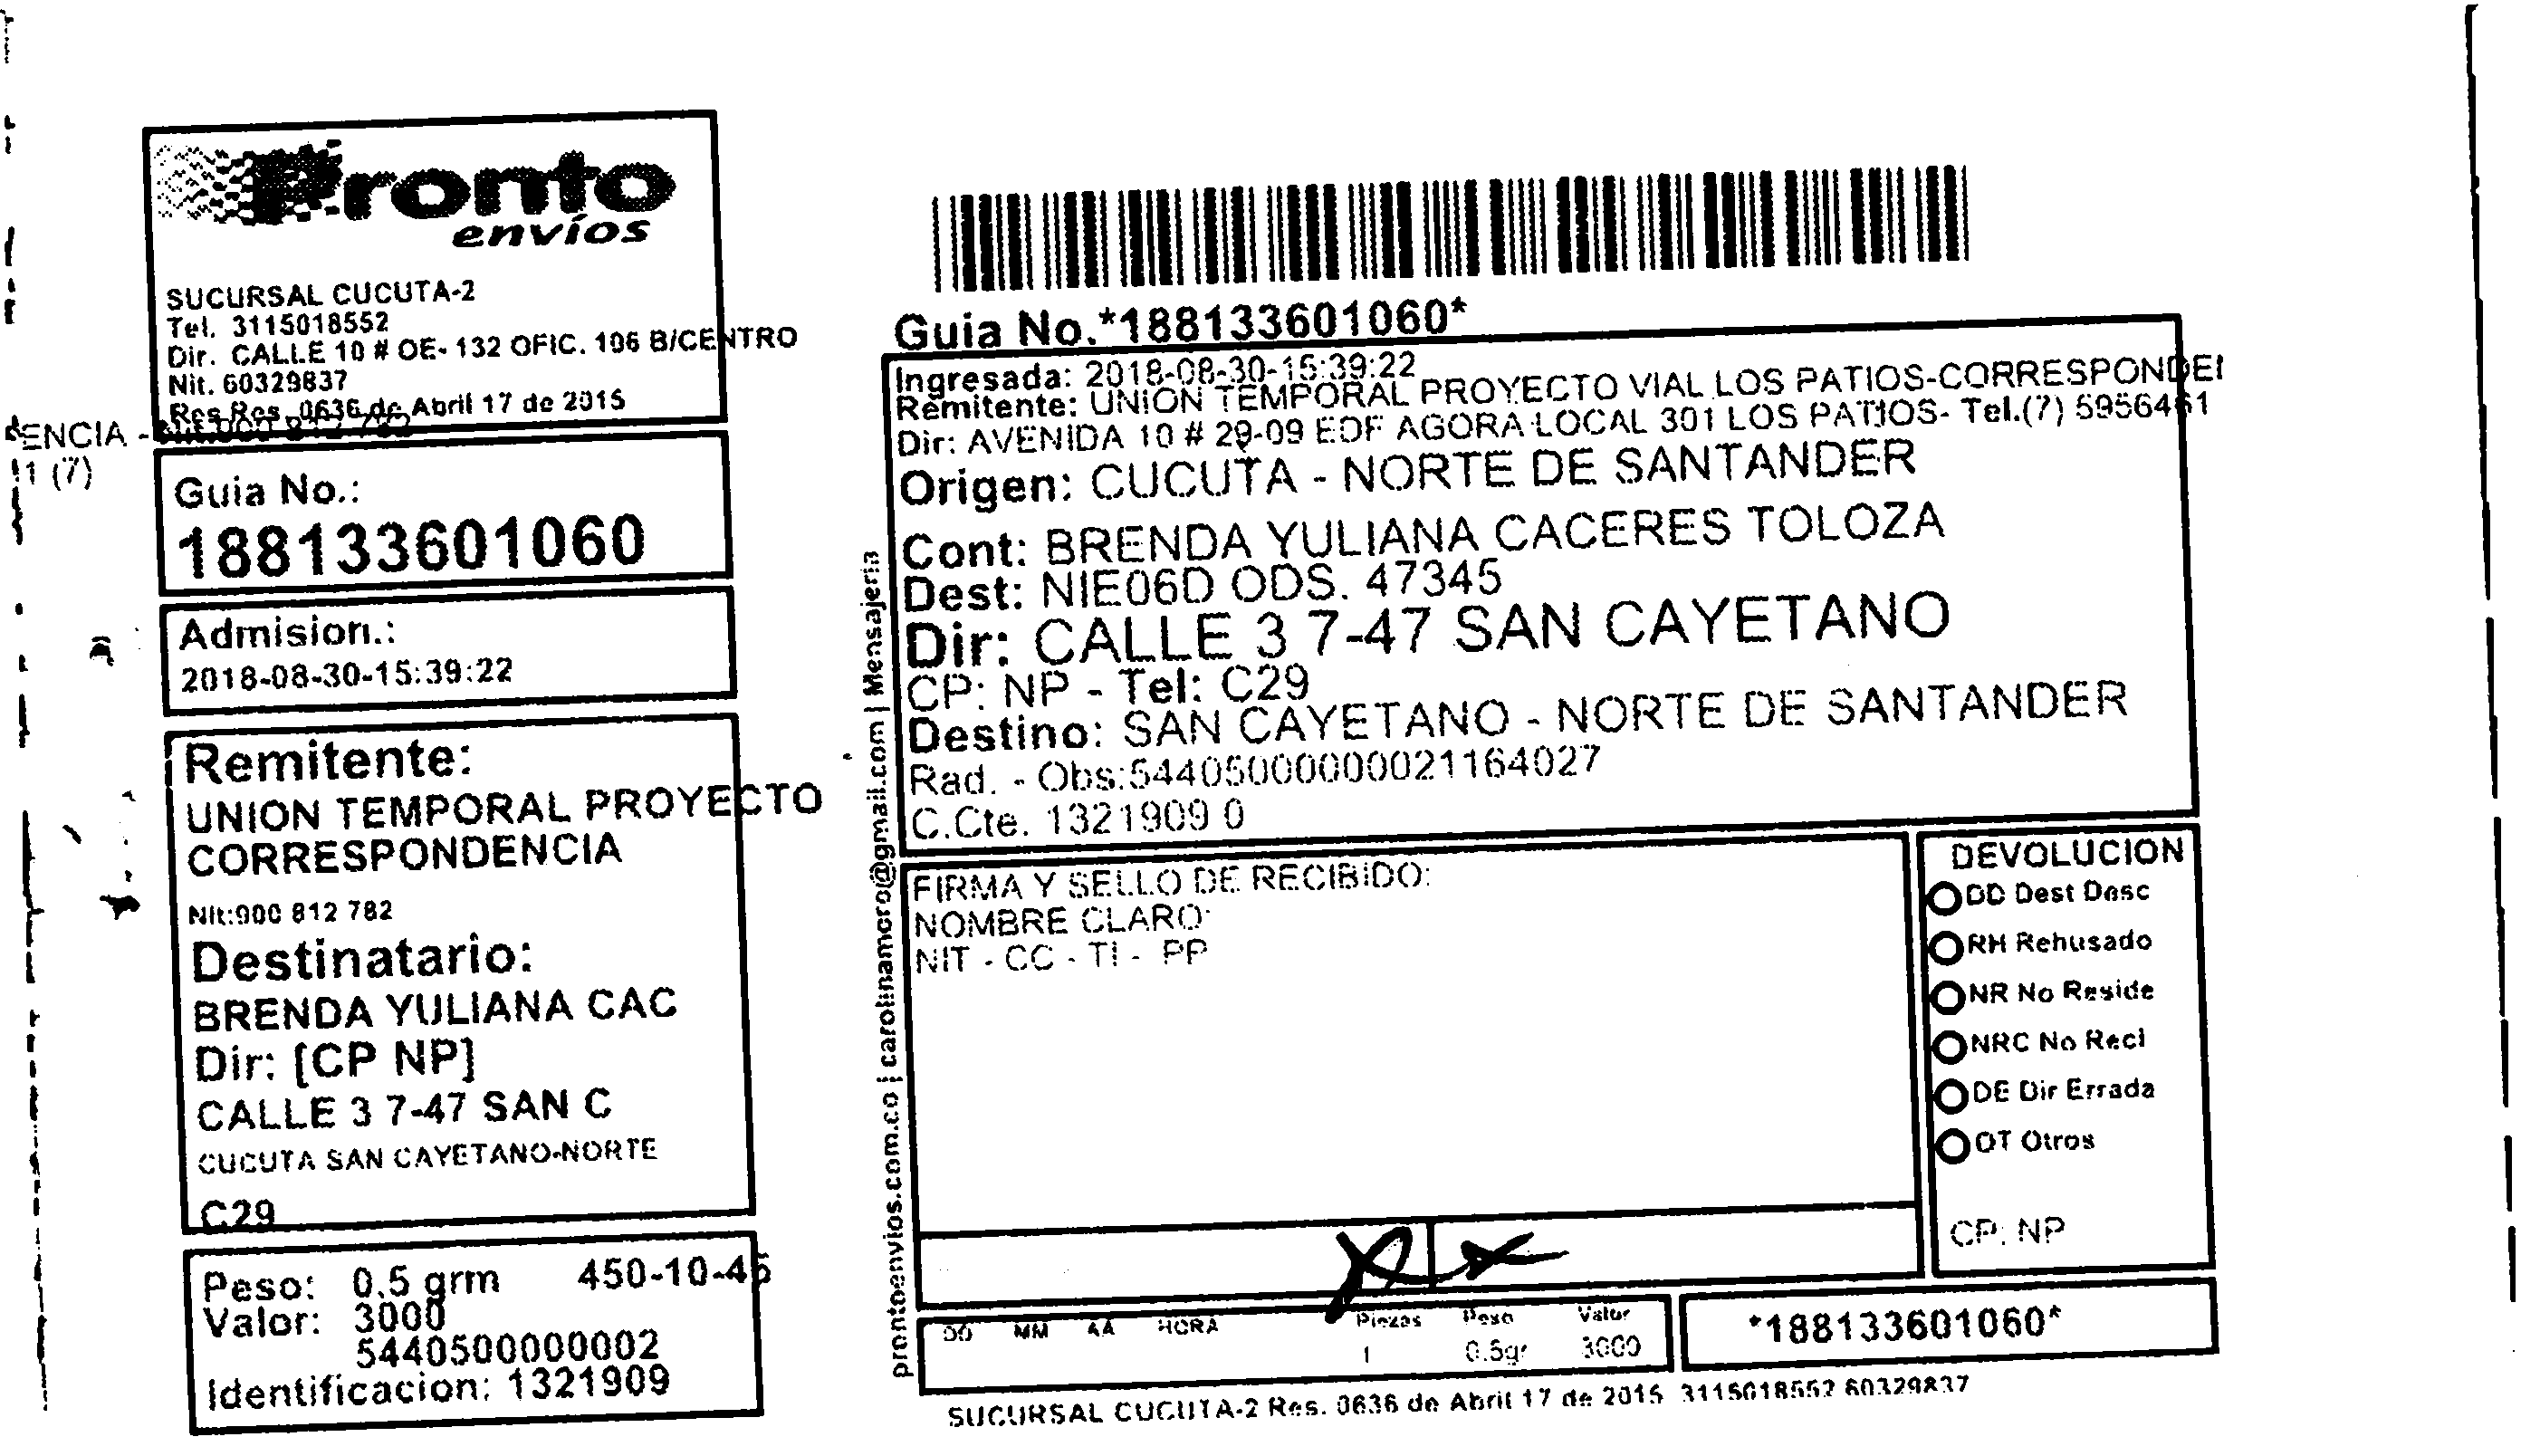 Pronto
envíos
SUCURSAL CUCUTA-2
Tel. 3115018552
Dir. CALLE 10 # OE- 132 OFIC. 106 B/CENTRO
Nit. 60329837
Res Res. 0636 de Abril 17 de 2015
ENCIA - Nit:900 812 782
1 (7)
Guia No.:
188133601060
Admision.:
2018-08-30-15:39:22
Remitente:
UNION TEMPORAL PROYECTO
CORRESPONDENCIA
Nit:900 812 782
Destinatario:
BRENDA YULIANA CAC
Dir: [CP NP]
CALLE 3 7-47 SAN C
CUCUTA SAN CAYETANO-NORTE
C29
Peso: 0.5 grm 450-10-45
Valor: 3000
5440500000002
Identificacion: 1321909
prontoenvios.com.co | carolinamoro@gmail.com | Mensajeria
Guia No.*188133601060*
Ingresada: 2018-08-30-15:39:22
Remitente: UNION TEMPORAL PROYECTO VIAL LOS PATIOS-CORRESPONDEN
Dir: AVENIDA 10 # 29-09 EDF AGORA LOCAL 301 LOS PATIOS- Tel.(7) 5956461
Origen: CUCUTA - NORTE DE SANTANDER
Cont: BRENDA YULIANA CACERES TOLOZA
Dest: NIE06D ODS. 47345
Dir: CALLE 3 7-47 SAN CAYETANO
CP: NP - Tel: C29
Destino: SAN CAYETANO - NORTE DE SANTANDER
Rad. - Obs:544050000000021164027
C.Cte. 1321909 0
FIRMA Y SELLO DE RECIBIDO:
NOMBRE CLARO:
NIT - CC - TI - PP
DEVOLUCION
DD Dest Desc
RH Rehusado
NR No Reside
NRC No Recl
DE Dir Errada
OT Otros
CP: NP
DD MM AA HORA Piezas Peso Valor
1 0.5gr 3000
*188133601060*
SUCURSAL CUCUTA-2 Res. 0636 de Abril 17 de 2015 3115018552 60329837